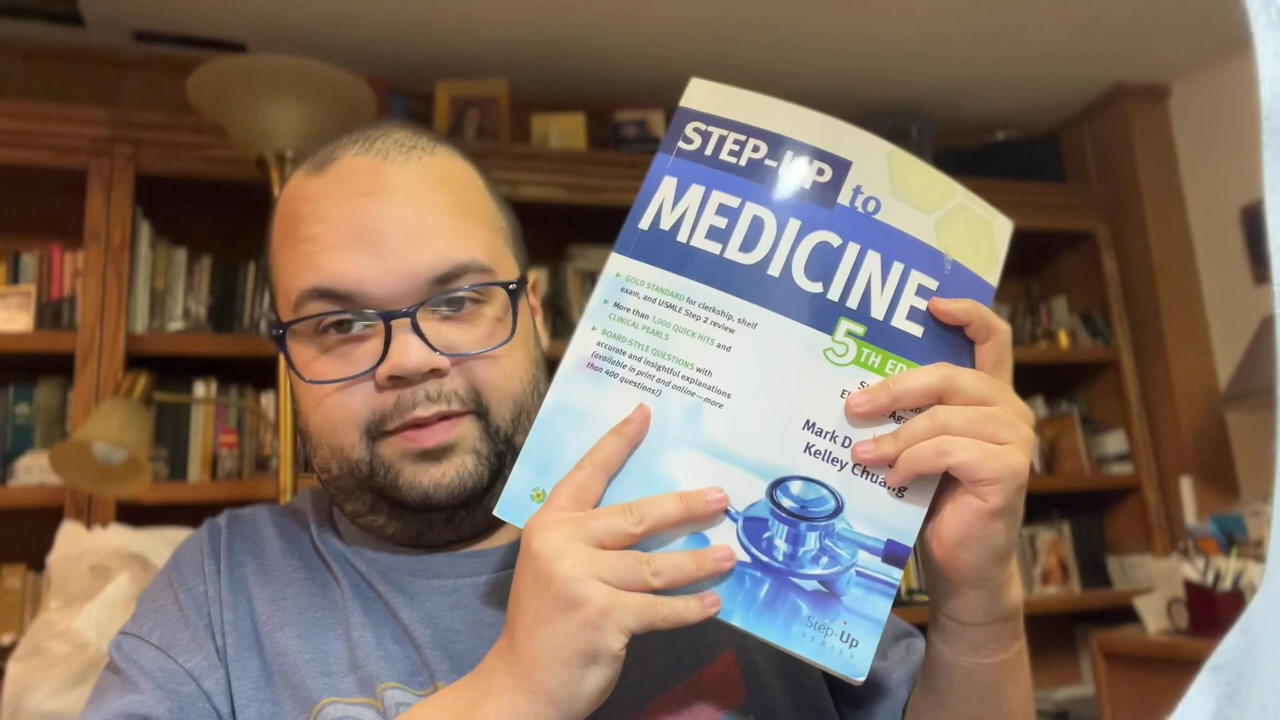 STEP-UP
to
MEDICINE
5TH
GOLD STANDARD for clerkship, shelf
exam, and USMLE Step 2 review
More than 1,000 QUICK HITS and
CLINICAL PEARLS
BOARD-STYLE QUESTIONS with
accurate and insightful explanations
(available in print and online—more
than 400 questions!)
Mark D
Kelley Chuang
Step-Up
SERIES